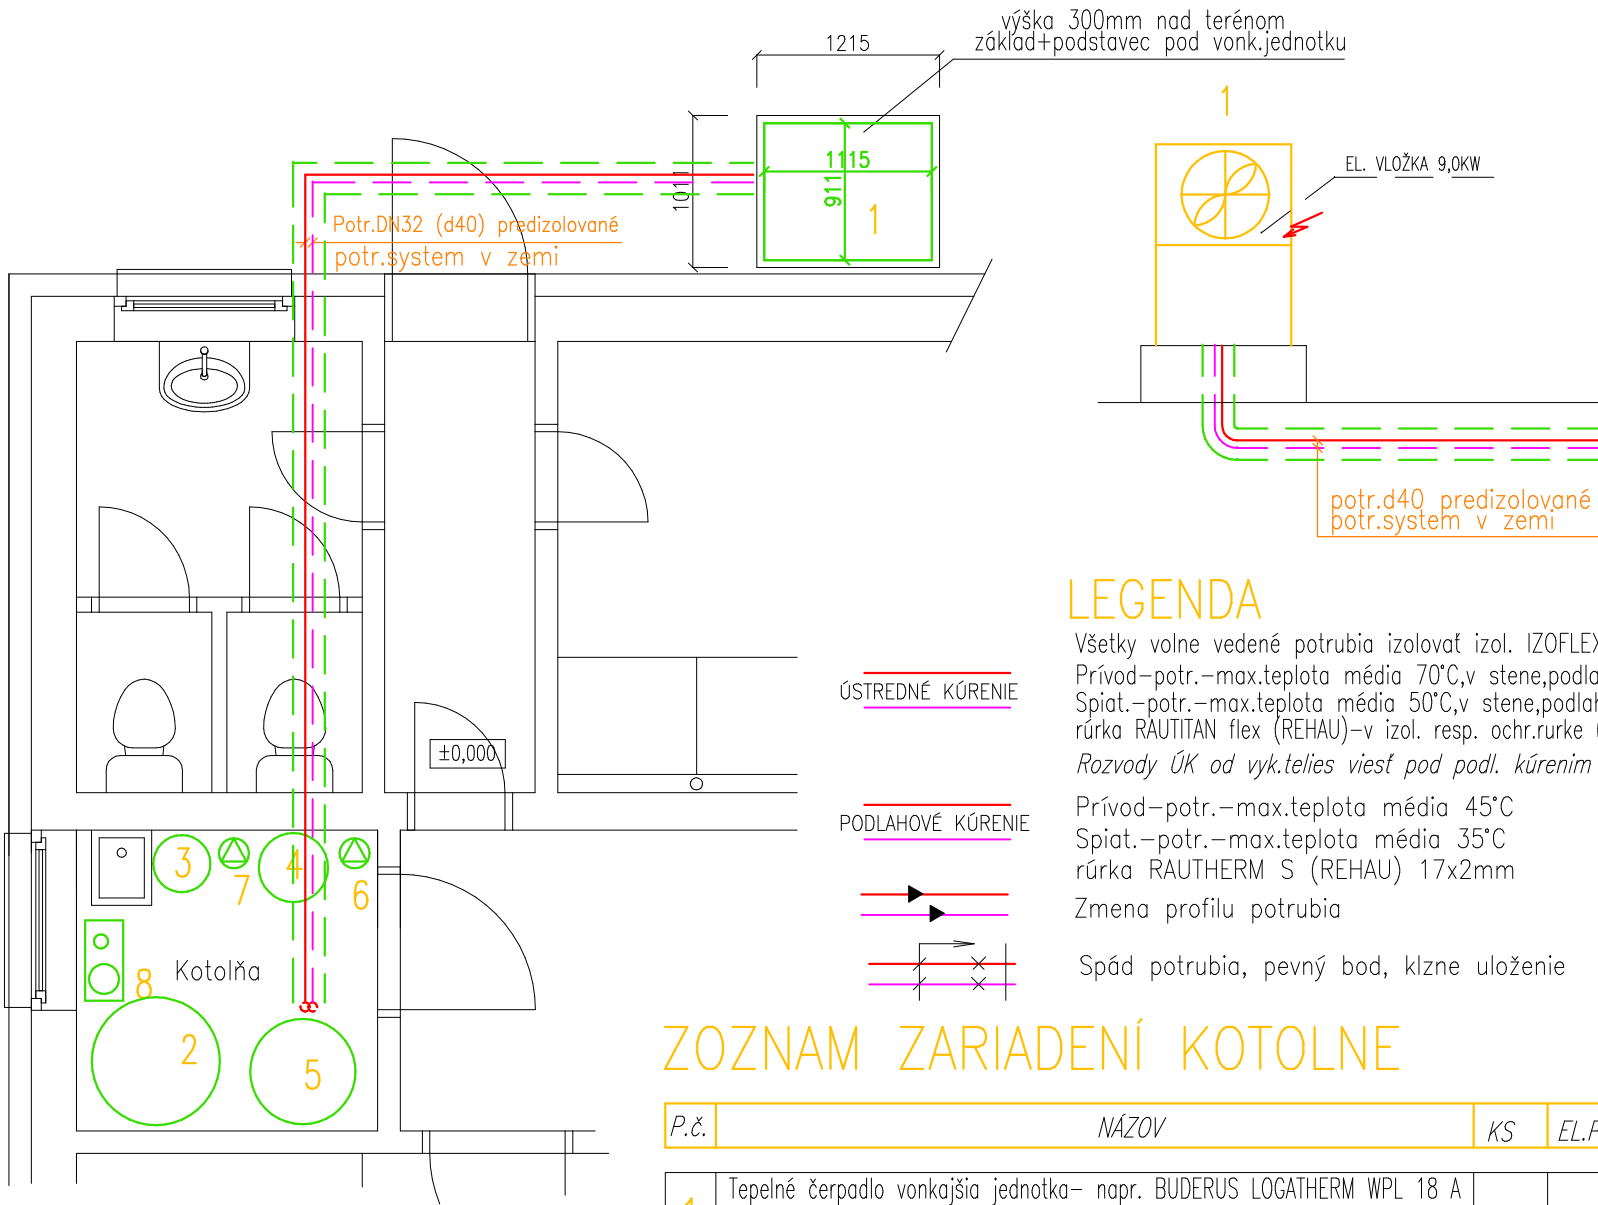 výška 300mm nad terénom
základ+podstavec pod vonk.jednotku
1215
1
1115
EL. VLOŽKA 9,0KW
1011
911
1
Potr.DN32 (d40) predizolované
potr.system v zemi
potr.d40 predizolované
potr.system v zemi
LEGENDA
Všetky volne vedené potrubia izolovať izol. IZOFLEX
Prívod-potr.-max.teplota média 70°C,v stene,podla
ÚSTREDNÉ KÚRENIE
Spiat.-potr.-max.teplota média 50°C,v stene,podlah
rúrka RAUTITAN flex (REHAU)-v izol. resp. ochr.rurke (
±0,000
Rozvody ÚK od vyk.telies viesť pod podl. kúrenim
Prívod-potr.-max.teplota média 45°C
PODLAHOVÉ KÚRENIE
Spiat.-potr.-max.teplota média 35°C
rúrka RAUTHERM S (REHAU) 17x2mm
3
4
7
6
Zmena profilu potrubia
Kotolňa
8
Spád potrubia, pevný bod, klzne uloženie
2
5
ZOZNAM ZARIADENÍ KOTOLNE
P.č.
NÁZOV
KS
EL.P
1
Tepelné čerpadlo vonkajšia jednotka- napr. BUDERUS LOGATHERM WPL 18 A